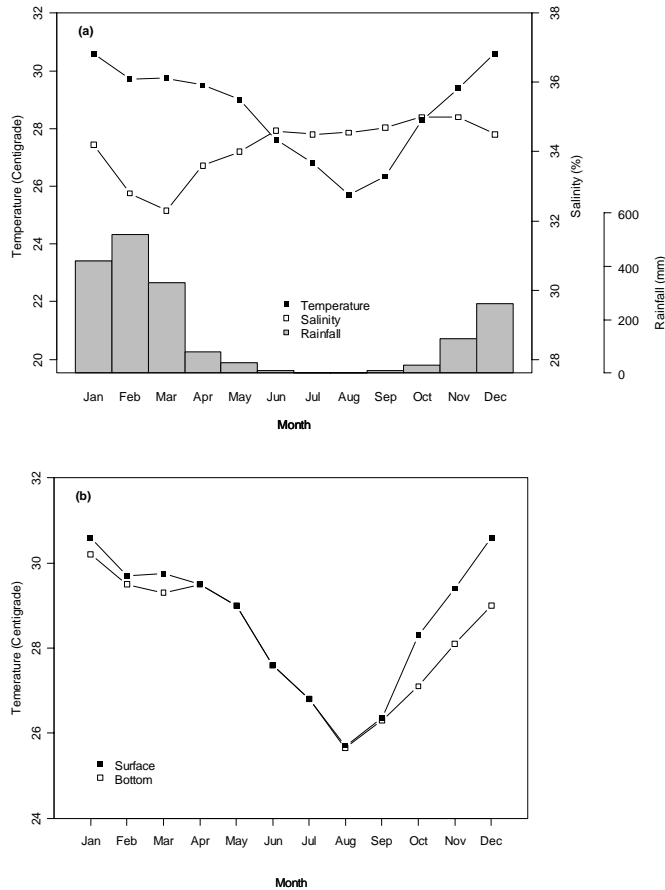 (a)
32
30
28
26
24
22
20
Temperature (Centigrade)
38
36
34
32
30
28
Salinity (%)
600
400
200
0
Rainfall (mm)
Temperature
Salinity
Rainfall
Jan Feb Mar Apr May Jun Jul Aug Sep Oct Nov Dec
Month
(b)
32
30
28
26
24
Temerature (Centigrade)
Surface
Bottom
Jan Feb Mar Apr May Jun Jul Aug Sep Oct Nov Dec
Month